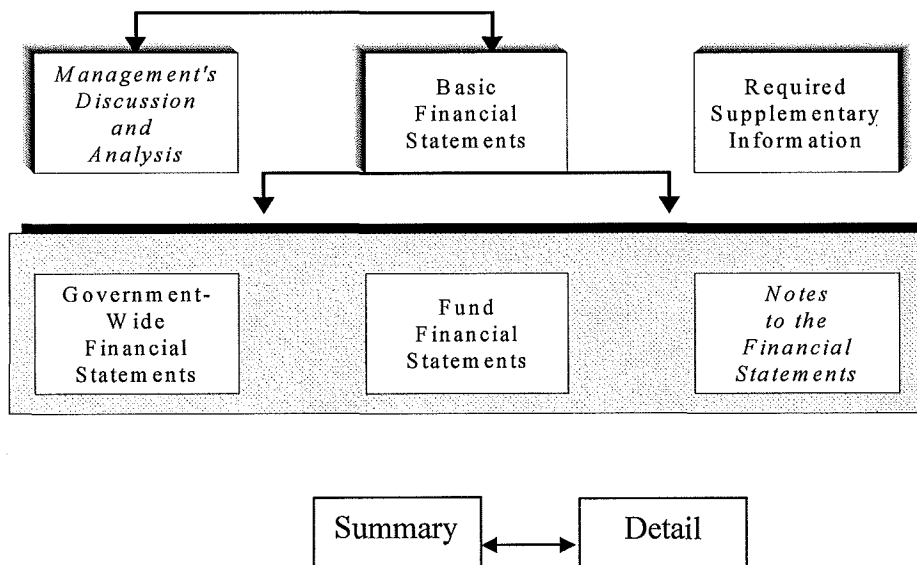 Management's
Discussion
and
Analysis
Basic
Financial
Statements
Required
Supplementary
Information
Government-
Wide
Financial
Statements
Fund
Financial
Statements
Notes
to the
Financial
Statements
Summary
Detail